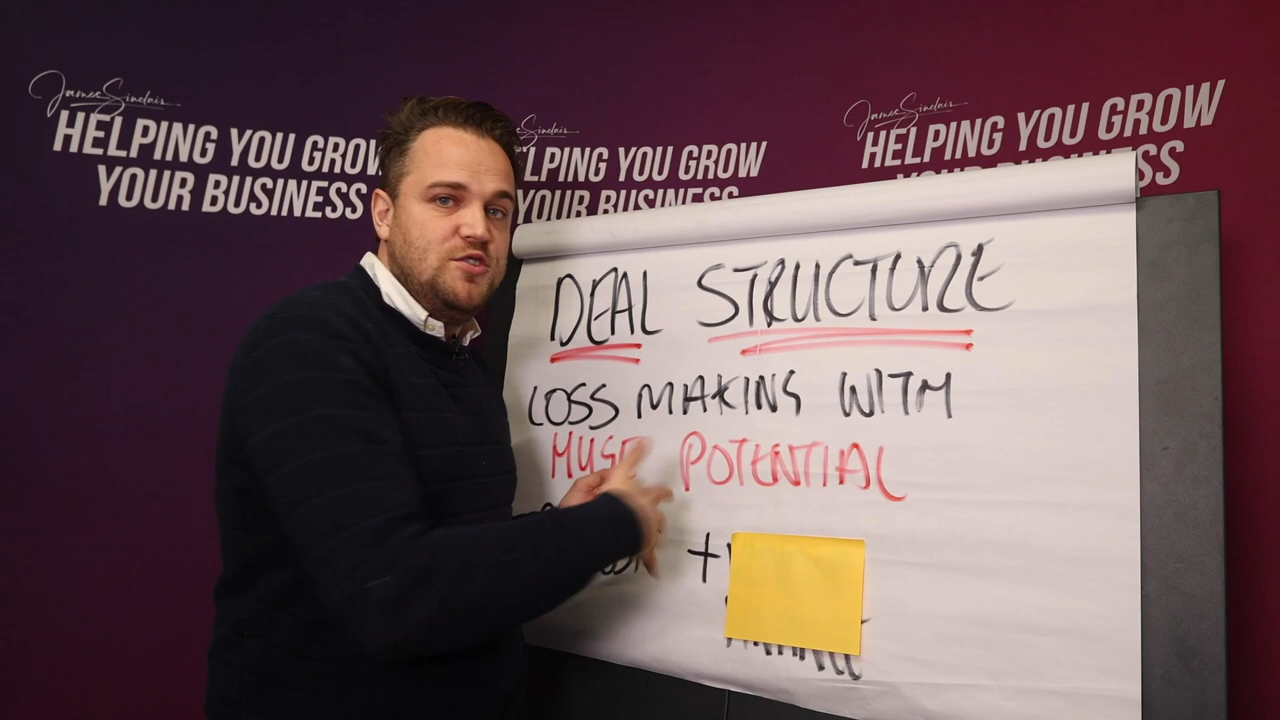 James Sinclair
HELPING YOU GROW
YOUR BUSINESS
Sinclair
LPING YOU GROW
YOUR BUSINESS
James Sinclair
HELPING YOU GROW
DEAL STRUCTURE
LOSS MAKING WITH
HUGE POTENTIAL
+